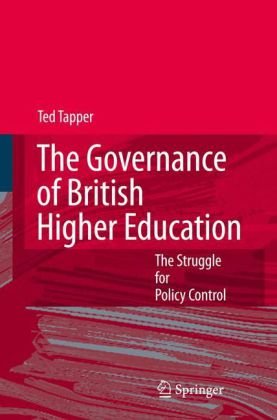 Ted Tapper
The Governance
of British
Higher Education
The Struggle
for
Policy Control
Springer